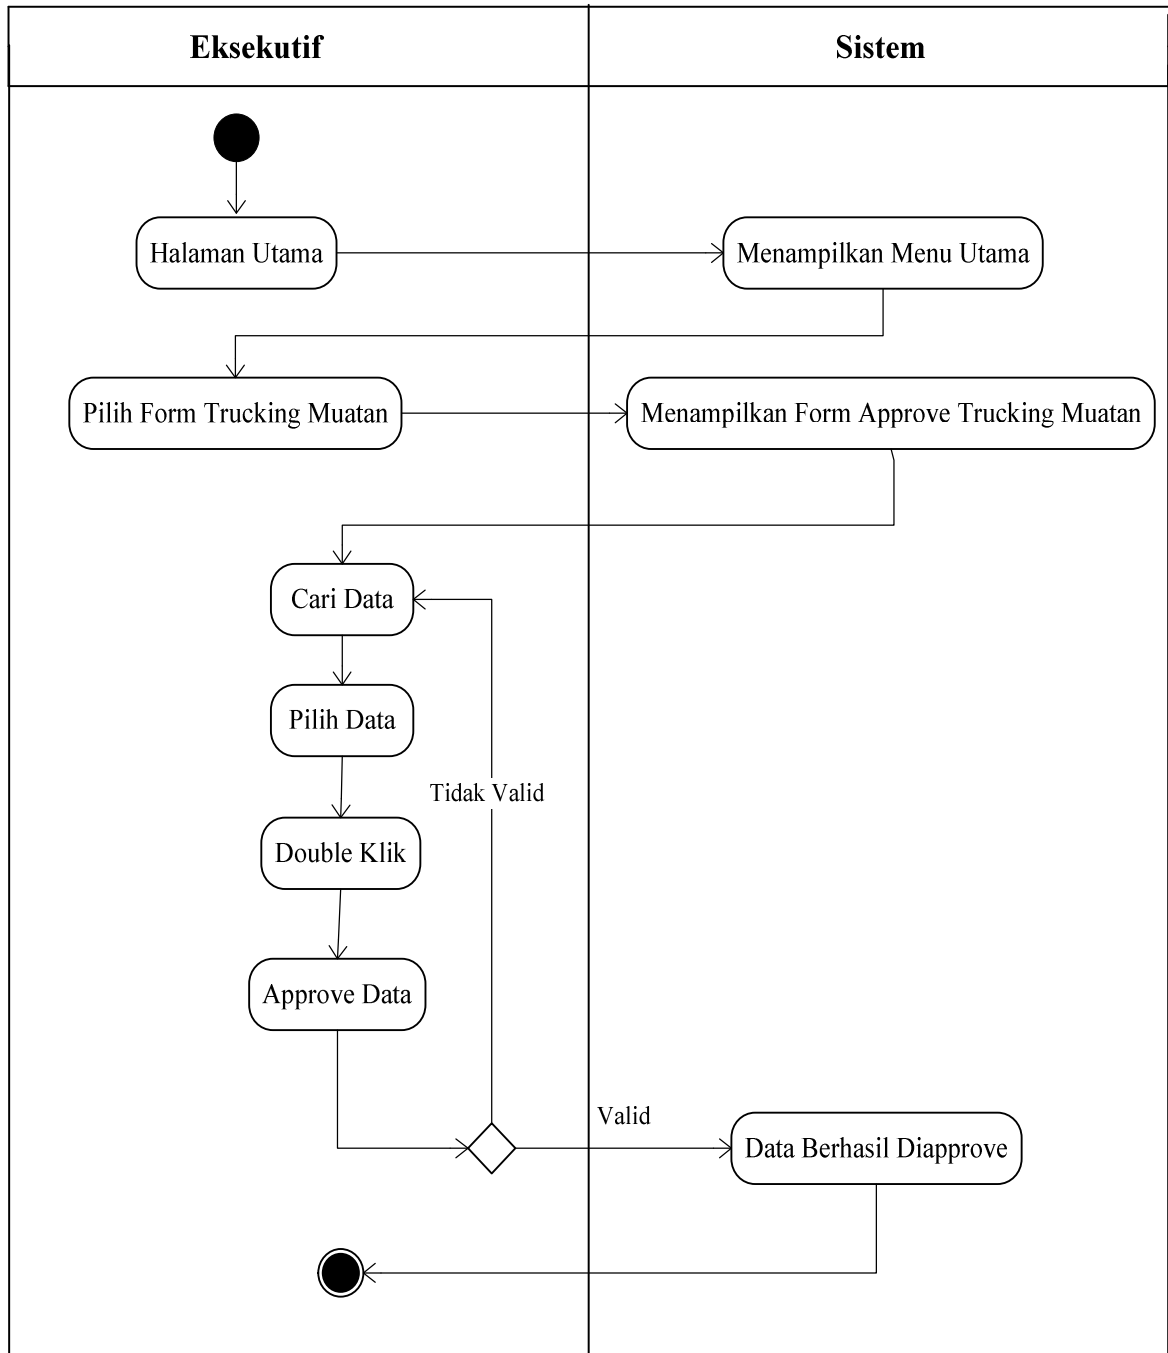 Eksekutif
Sistem
Halaman Utama
Menampilkan Menu Utama
Pilih Form Trucking Muatan
Menampilkan Form Approve Trucking Muatan
Cari Data
Pilih Data
Tidak Valid
Double Klik
Approve Data
Valid
Data Berhasil Diapprove